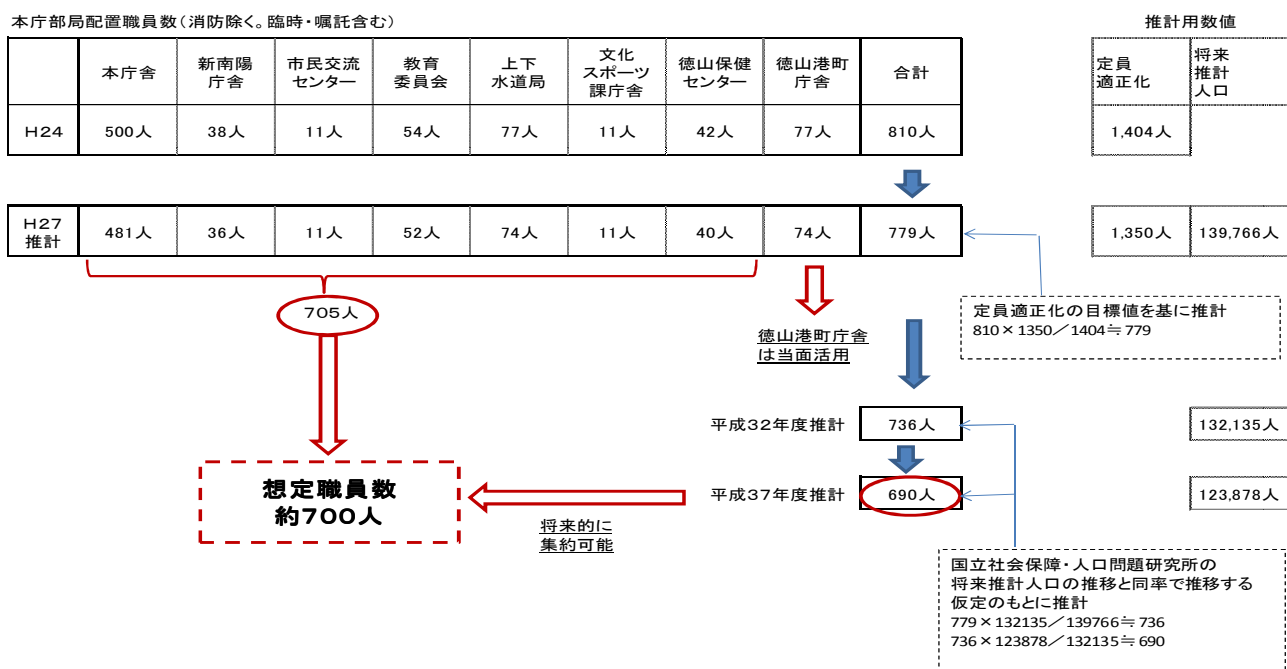 本庁部局配置職員数(消防除く。臨時・嘱託含む)
推計用数値
本庁舎
新南陽
庁舎
市民交流
センター
教育
委員会
上下
水道局
文化
スポーツ
課庁舎
徳山保健
センター
徳山港町
庁舎
合計
定員
適正化
将来
推計
人口
H24 500人 38人 11人 54人 77人 11人 42人 77人 810人 1,404人
H27
推計
481人 36人 11人 52人 74人 11人 40人 74人 779人 1,350人 139,766人
705人
徳山港町庁舎
は当面活用
定員適正化の目標値を基に推計
810×1350/1404≒779
平成32年度推計 736人 132,135人
想定職員数
約700人
平成37年度推計 690人 123,878人
将来的に
集約可能
国立社会保障・人口問題研究所の
将来推計人口の推移と同率で推移する
仮定のもとに推計
779×132135/139766≒736
736×123878/132135≒690